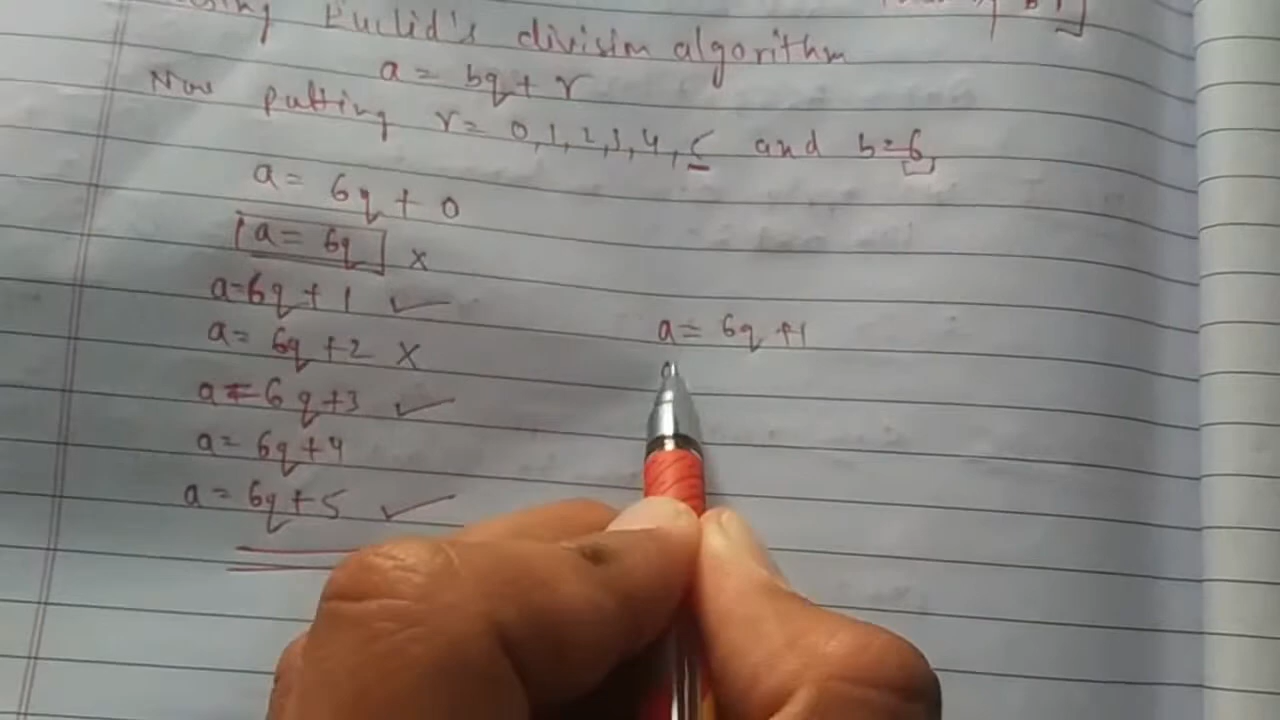 Euclid's division algorithm
a = bq + r
Now putting r = 0, 1, 2, 3, 4, 5 and b = 6
a = 6q + 0
a = 6q ×
a = 6q + 1 ✓
a = 6q + 2 ×
a = 6q + 3 ✓
a = 6q + 4
a = 6q + 5 ✓
a = 6q + 1
a